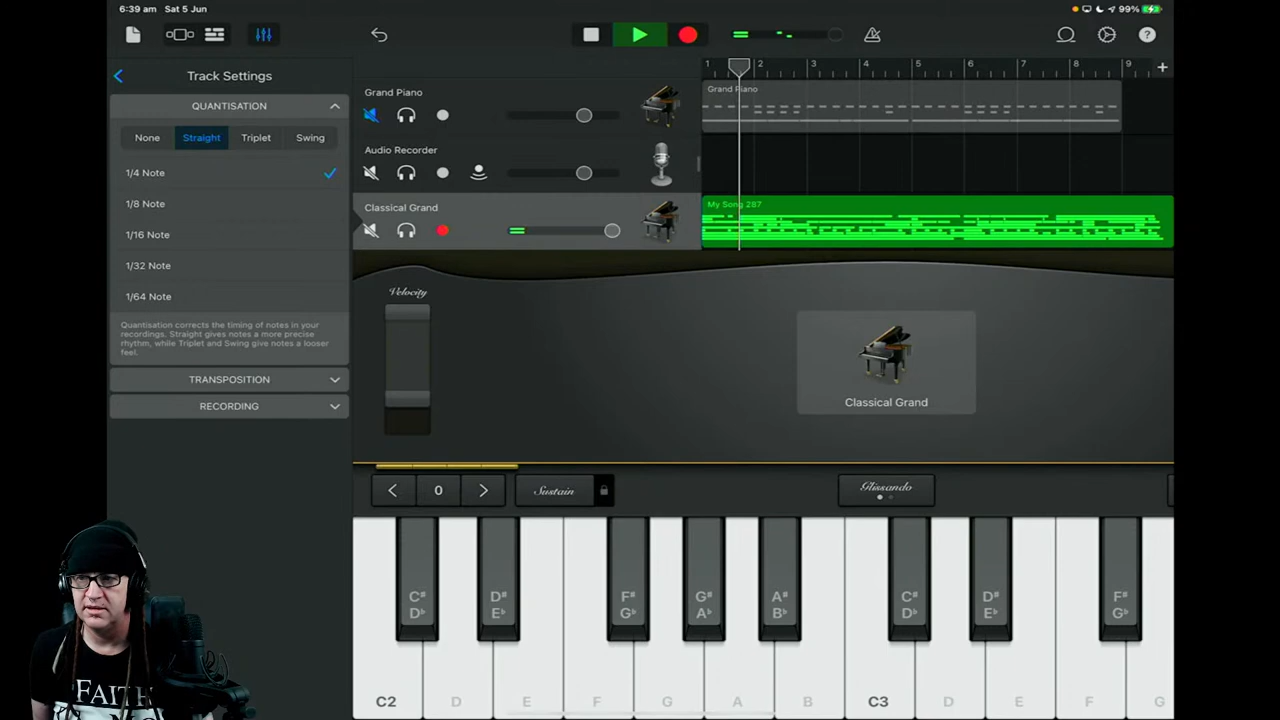 6:39 am Sat 5 Jun
99%
Track Settings
QUANTISATION
None Straight Triplet Swing
1/4 Note
1/8 Note
1/16 Note
1/32 Note
1/64 Note
Quantisation corrects the timing of notes in your
recordings. Straight gives notes a more precise
rhythm, while Triplet and Swing give notes a looser
feel.
TRANSPOSITION
RECORDING
1 2 3 4 5 6 7 8 9
Grand Piano
Grand Piano
Audio Recorder
Classical Grand
My Song 287
Velocity
Classical Grand
0
Sustain
Glissando
C# D# F# G# A# C# D# F#
D♭ E♭ G♭ A♭ B♭ D♭ E♭ G♭
C2 D E F G A B C3 D E F G
FAITH